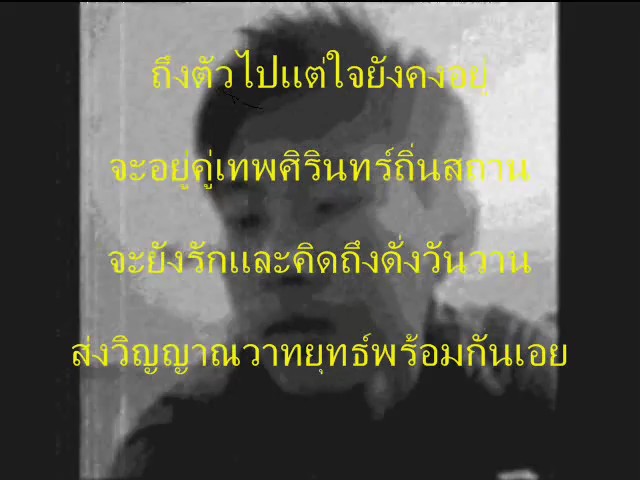 ถึงตัวไปแต่ใจยังคงอยู่
จะอยู่คู่เทพศิรินทร์ถิ่นสถาน
จะยังรักและคิดถึงดั่งวันวาน
ส่งวิญญาณวาทยุทธ์พร้อมกันเอย